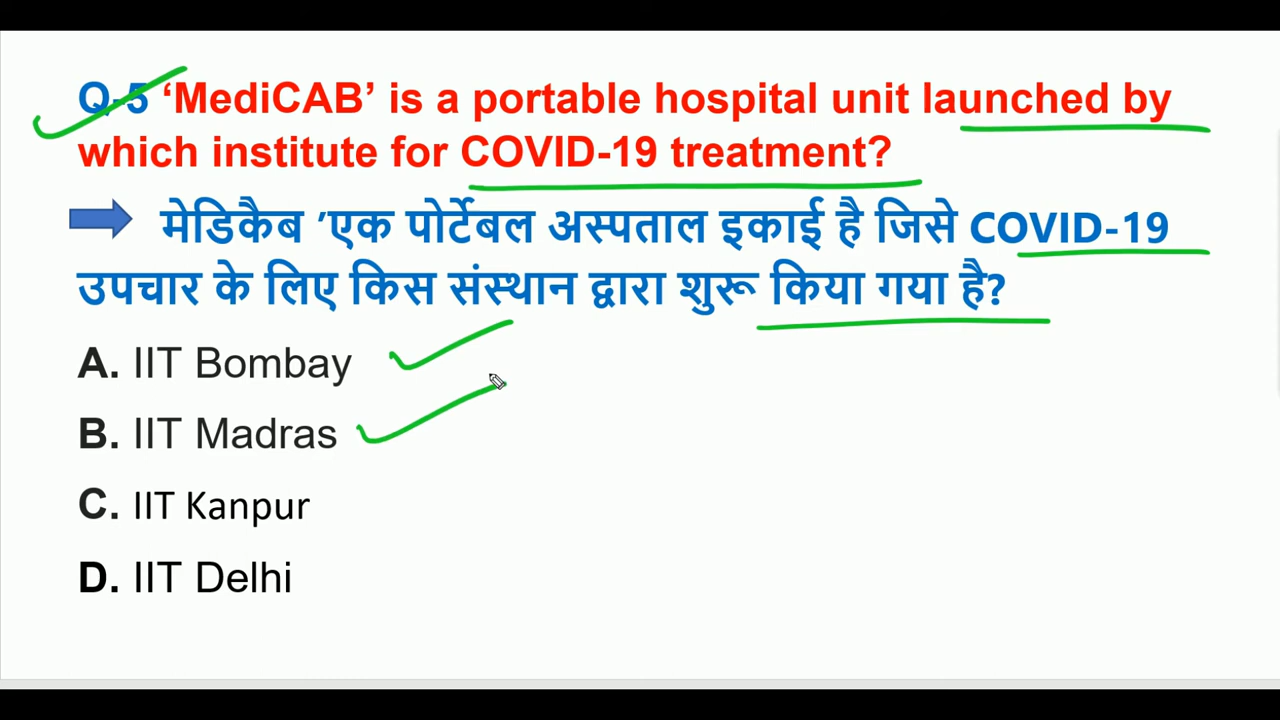 Q-5 ‘MediCAB’ is a portable hospital unit launched by
which institute for COVID-19 treatment?
मेडिकैब ’एक पोर्टेबल अस्पताल इकाई है जिसे COVID-19
उपचार के लिए किस संस्थान द्वारा शुरू किया गया है?
A. IIT Bombay
B. IIT Madras
C. IIT Kanpur
D. IIT Delhi